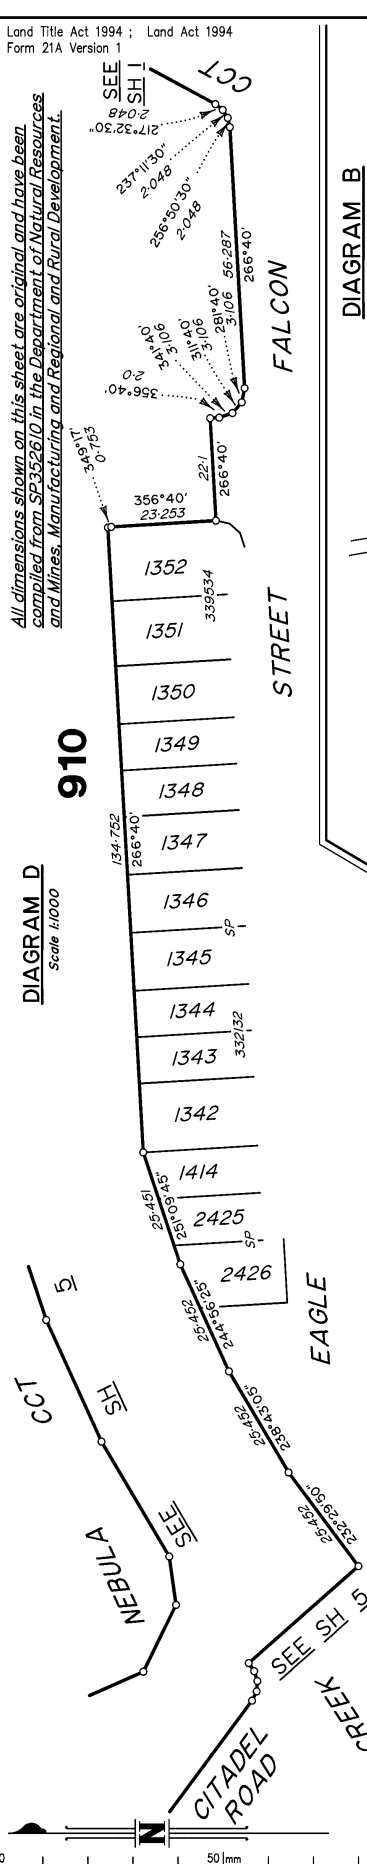 Land Title Act 1994 ; Land Act 1994
Form 21A Version 1
All dimensions shown on this sheet are original and have been
compiled from SP352610 in the Department of Natural Resources
and Mines, Manufacturing and Regional and Rural Development.
SEE
SH 1
CCT
217°32'30"
2·048
237°11'30"
2·048
256°50'30"
2·048
56·287
266°40'
DIAGRAM B
FALCON
281°40'
3·106
311°40'
3·106
341°40'
3·106
356°40'
2·0
22·1
266°40'
349°17'
0·753
356°40'
23·253
STREET
1352
339534
1351
1350
1349
1348
1347
1346
SP
1345
1344
332132
1343
1342
1414
2425
SP
2426
910
134·752
266°40'
DIAGRAM D
Scale 1:1000
25·451
251°09'45"
25·452
244°56'25"
25·452
238°43'05"
25·452
232°29'50"
EAGLE
5
SH
SEE
CCT
NEBULA
SEE SH 5
CREEK
CITADEL
ROAD
N
0
50
mm